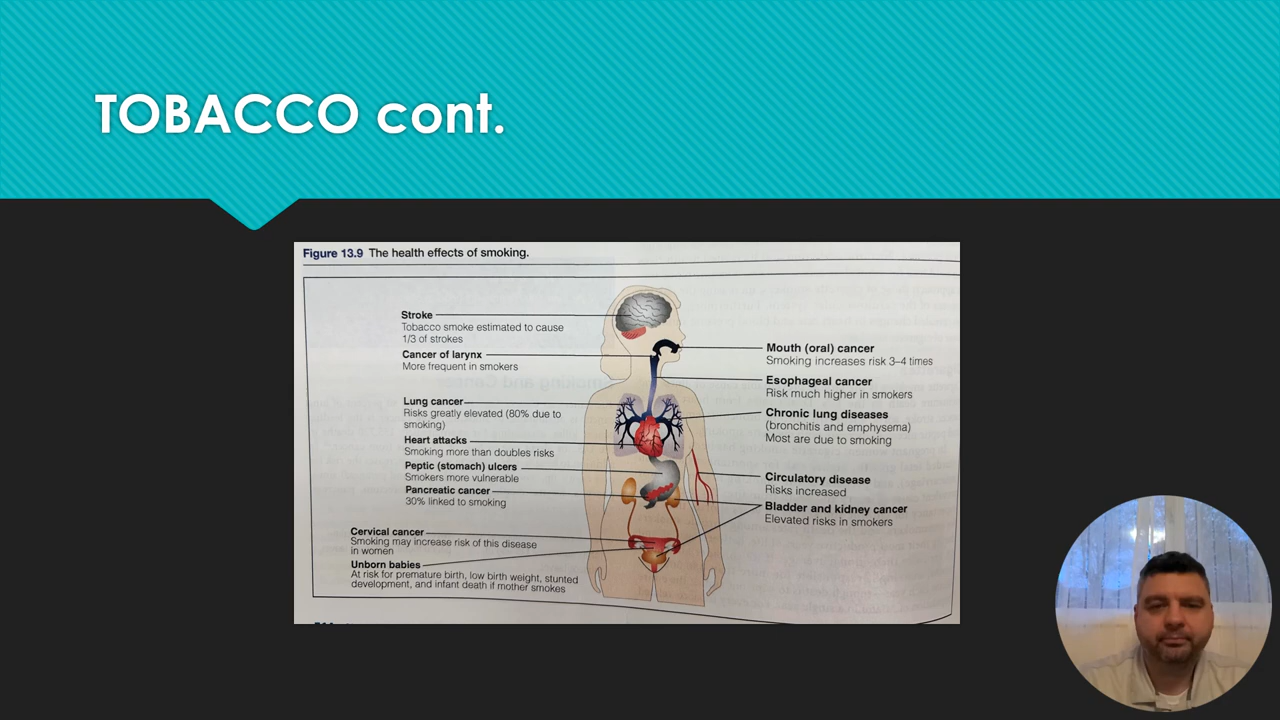 TOBACCO cont.
Figure 13.9 The health effects of smoking.
Stroke
Tobacco smoke estimated to cause
1/3 of strokes
Cancer of larynx
More frequent in smokers
Lung cancer
Risks greatly elevated (80% due to
smoking)
Heart attacks
Smoking more than doubles risks
Peptic (stomach) ulcers
Smokers more vulnerable
Pancreatic cancer
30% linked to smoking
Cervical cancer
Smoking may increase risk of this disease
in women
Unborn babies
At risk for premature birth, low birth weight, stunted
development, and infant death if mother smokes
Mouth (oral) cancer
Smoking increases risk 3–4 times
Esophageal cancer
Risk much higher in smokers
Chronic lung diseases
(bronchitis and emphysema)
Most are due to smoking
Circulatory disease
Risks increased
Bladder and kidney cancer
Elevated risks in smokers